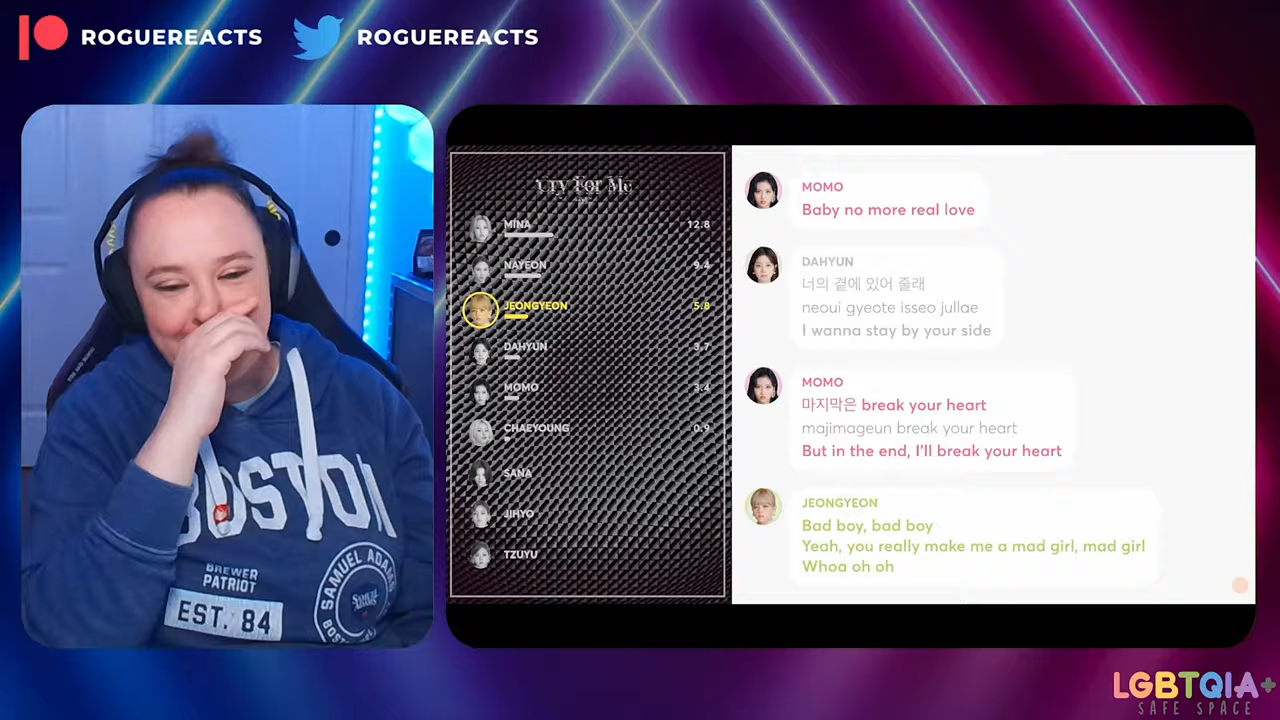 ROGUEREACTS
ROGUEREACTS
Cry For Me
MINA 12.8
NAYEON 9.4
JEONGYEON 5.8
DAHYUN 3.7
MOMO 3.4
CHAEYOUNG 0.9
SANA
JIHYO
TZUYU
MOMO
Baby no more real love
DAHYUN
너의 곁에 있어 줄래
neoui gyeote isseo jullae
I wanna stay by your side
MOMO
마지막은 break your heart
majimageun break your heart
But in the end, I'll break your heart
JEONGYEON
Bad boy, bad boy
Yeah, you really make me a mad girl, mad girl
Whoa oh oh
BOSTON
BREWER
PATRIOT
EST. 84
SAMUEL ADAMS
SAMUEL
ADAMS
LGBTQIA+
SAFE SPACE